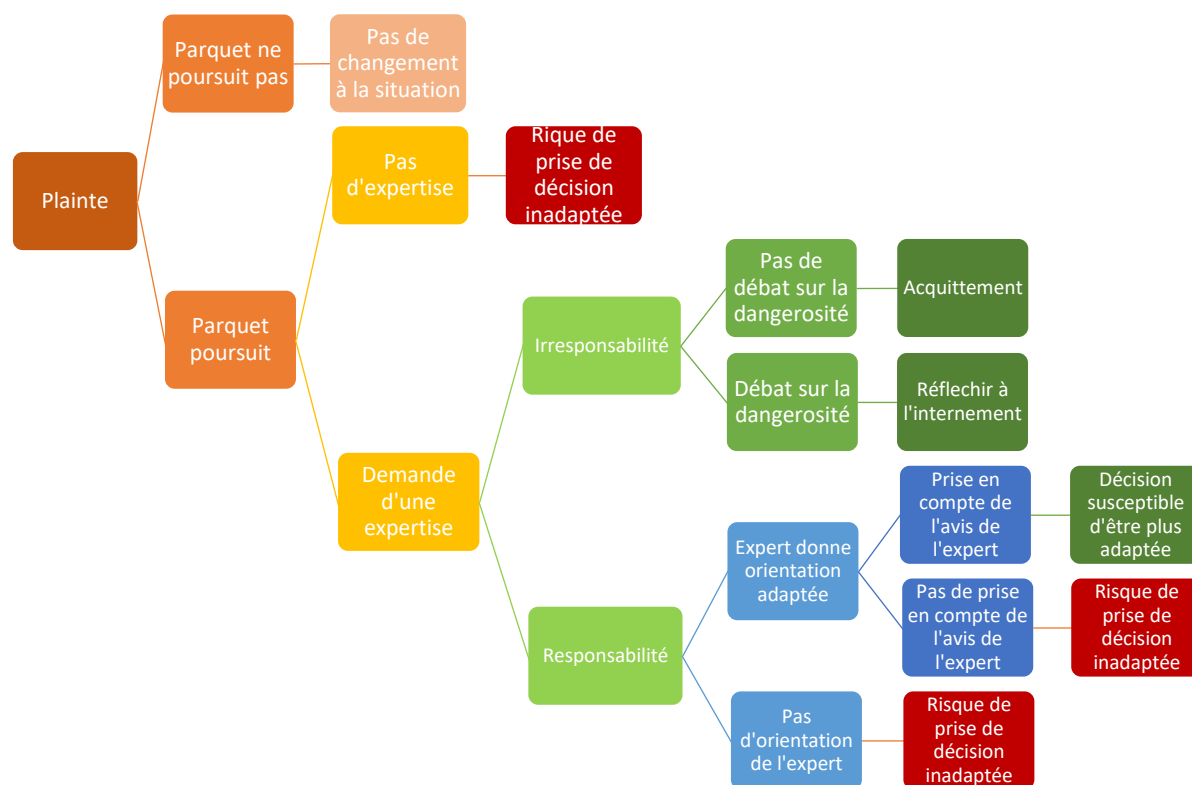 Parquet ne
poursuit pas
Pas de
changement
à la situation
Plainte
Pas
d'expertise
Rique de
prise de
décision
inadaptée
Parquet
poursuit
Irresponsabilité
Pas de
débat sur la
dangerosité
Acquittement
Débat sur la
dangerosité
Réflechir à
l'internement
Demande
d'une
expertise
Responsabilité
Expert donne
orientation
adaptée
Prise en
compte de
l'avis de
l'expert
Décision
susceptible
d'être plus
adaptée
Pas de prise
en compte de
l'avis de
l'expert
Risque de
prise de
décision
inadaptée
Pas
d'orientation
de l'expert
Risque de
prise de
décision
inadaptée